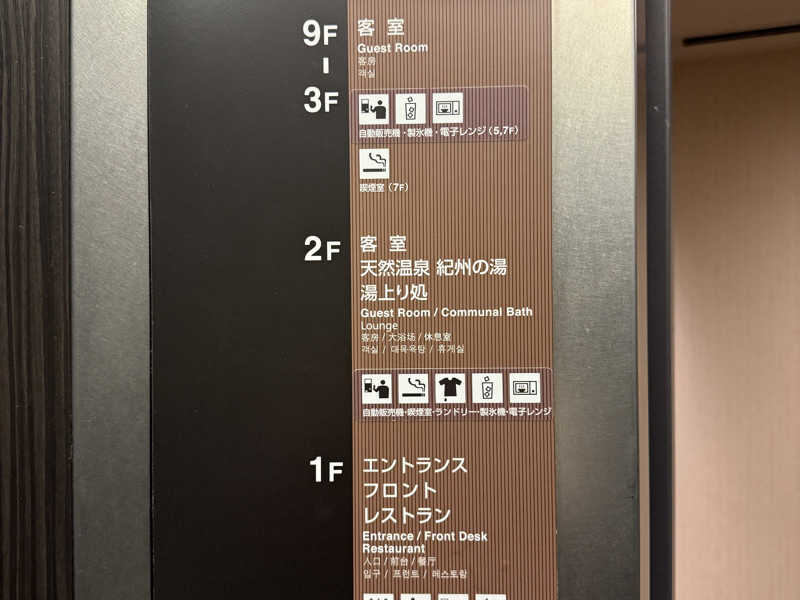 9F 客室
Guest Room
客房
객실
3F
自動販売機・製氷機・電子レンジ(5,7F)
喫煙室(7F)
2F 客室
天然温泉 紀州の湯
湯上り処
Guest Room / Communal Bath
Lounge
客房 / 大浴场 / 休息室
객실 / 대목욕탕 / 휴게실
自動販売機・喫煙室・ランドリー・製氷機・電子レンジ
1F エントランス
フロント
レストラン
Entrance / Front Desk
Restaurant
入口 / 前台 / 餐厅
입구 / 프런트 / 레스토랑